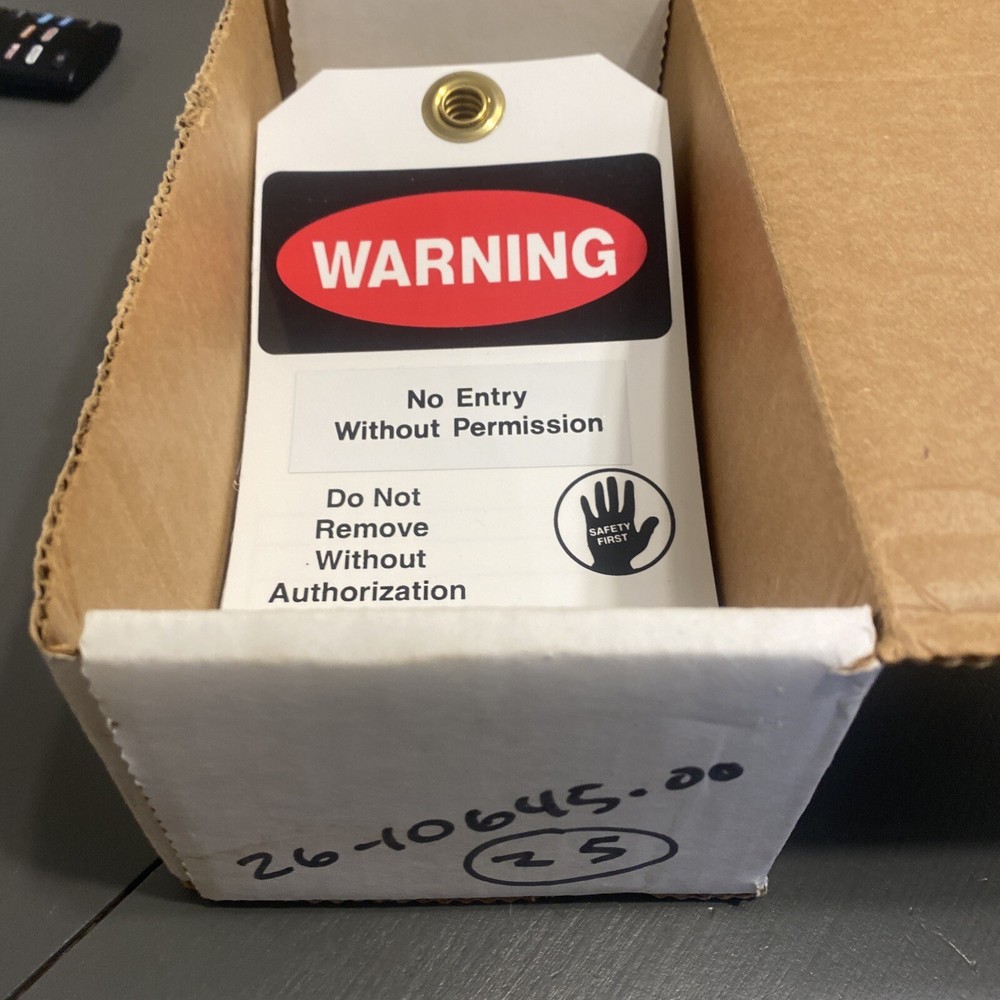 WARNING
No Entry
Without Permission
Do Not
Remove
Without
Authorization
SAFETY
FIRST
26-10645.00
25